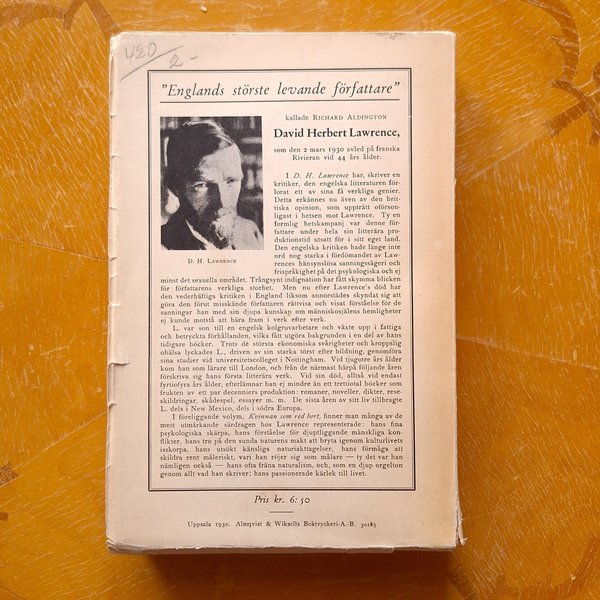 420
2-
"Englands störste levande författare"
kallade RICHARD ALDINGTON
David Herbert Lawrence,
som den 2 mars 1930 avled på franska
Rivieran vid 44 års ålder.
I D. H. Lawrence har, skriver en
kritiker, den engelska litteraturen för-
lorat ett av sina få verkliga genier.
Detta erkännes nu även av den brit-
tiska opinion, som uppträtt oförson-
ligast i hetsen mot Lawrence. Ty en
formlig hetskampanj var denne för-
fattare under hela sin litterära pro-
duktionstid utsatt för i sitt eget land.
Den engelska kritiken hade länge inte
ord nog starka i fördömandet av Law-
rences hänsynslösa sanningssägeri och
frispråkighet på det psykologiska och ej
D. H. LAWRENCE
minst det sexuella området. Trångsynt indignation har fått skymma blicken
för författarens verkliga storhet. Men nu efter Lawrence's död har
den vederhäftiga kritiken i England liksom annorstädes skyndat sig att
göra den förut misskände författaren rättvisa och visat förståelse för de
sanningar han med sin djupa kunskap om människosjälens hemligheter
ej kunde motstå att bära fram i verk efter verk.
L. var son till en engelsk kolgruvarbetare och växte upp i fattiga
och betryckta förhållanden, vilka fått utgöra bakgrunden i en del av hans
tidigare böcker. Trots de största ekonomiska svårigheter och kroppslig
ohälsa lyckades L., driven av sin starka törst efter bildning, genomföra
sina studier vid universitetscolleget i Nottingham. Vid tjugotre års ålder
kom han som lärare till London, och från de närmast härpå följande åren
förskriva sig hans första litterära verk. Vid sin död, alltså vid endast
fyrtiofyra års ålder, efterlämnar han ej mindre än ett trettiotal böcker som
frukten av ett par decenniers produktion: romaner, noveller, dikter, rese-
skildringar, skådespel, essayer m. m. De sista åren av sitt liv tillbragte
L. dels i New Mexico, dels i södra Europa.
I föreliggande volym, Kvinnan som red bort, finner man många av de
mest utmärkande särdragen hos Lawrence representerade: hans fina
psykologiska skärpa, hans förståelse för djuptliggande mänskliga kon-
flikter, hans tro på den sunda naturens makt att bryta igenom kulturlivets
isskorpa, hans utsökt känsliga naturiakttagelser, hans förmåga att
skildra rent måleriskt, vari han röjer sig som målare — ty det var han
nämligen också — hans ofta fräna naturalism, och, som en djup orgelton
genom allt vad han skriver: hans passionerade kärlek till livet.
Pris kr. 6:50
Uppsala 1930. Almqvist & Wiksells Boktryckeri-A.-B. 30185